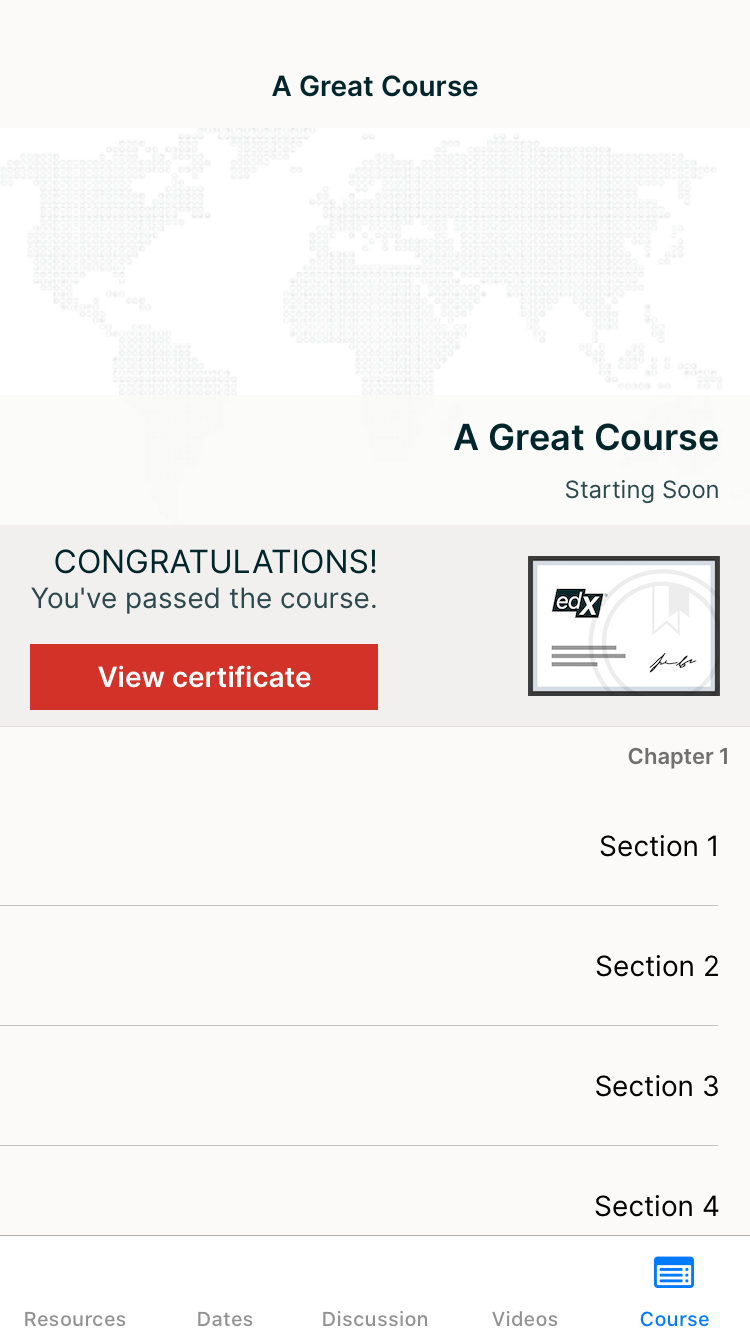 A Great Course
A Great Course
Starting Soon
CONGRATULATIONS!
You've passed the course.
View certificate
edX
Chapter 1
Section 1
Section 2
Section 3
Section 4
Resources
Dates
Discussion
Videos
Course